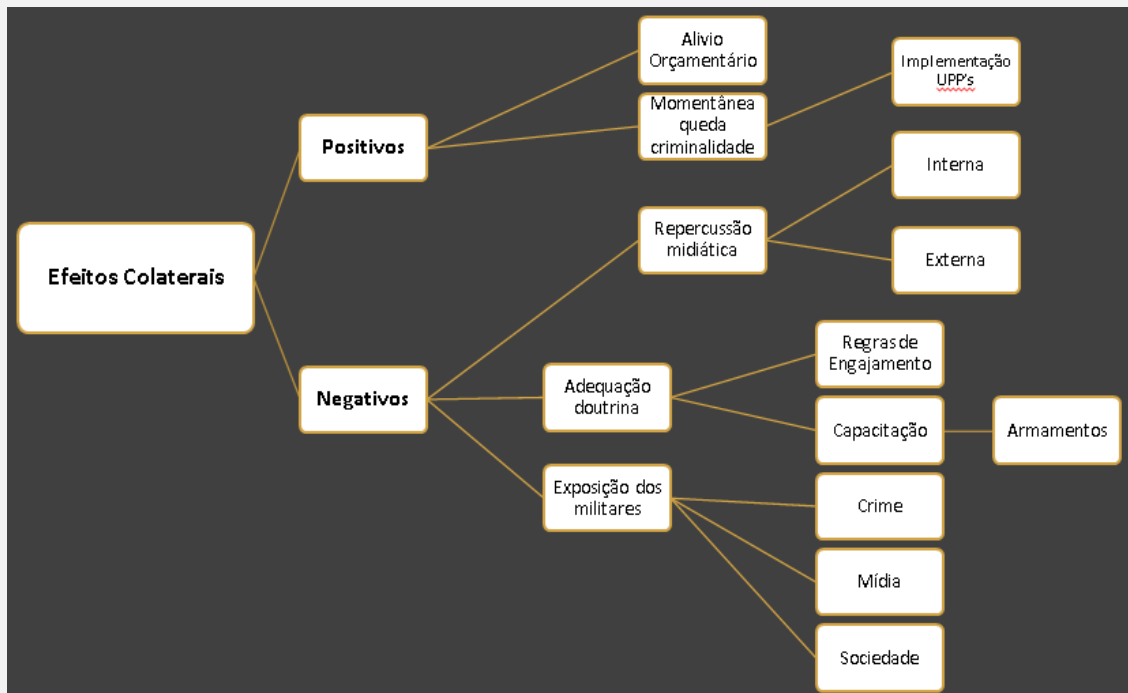 Efeitos Colaterais
Positivos
Alivio
Orçamentário
Momentânea
queda
criminalidade
Implementação
UPP's
Negativos
Repercussão
midiática
Interna
Externa
Adequação
doutrina
Regras de
Engajamento
Capacitação
Armamentos
Exposição dos
militares
Crime
Mídia
Sociedade